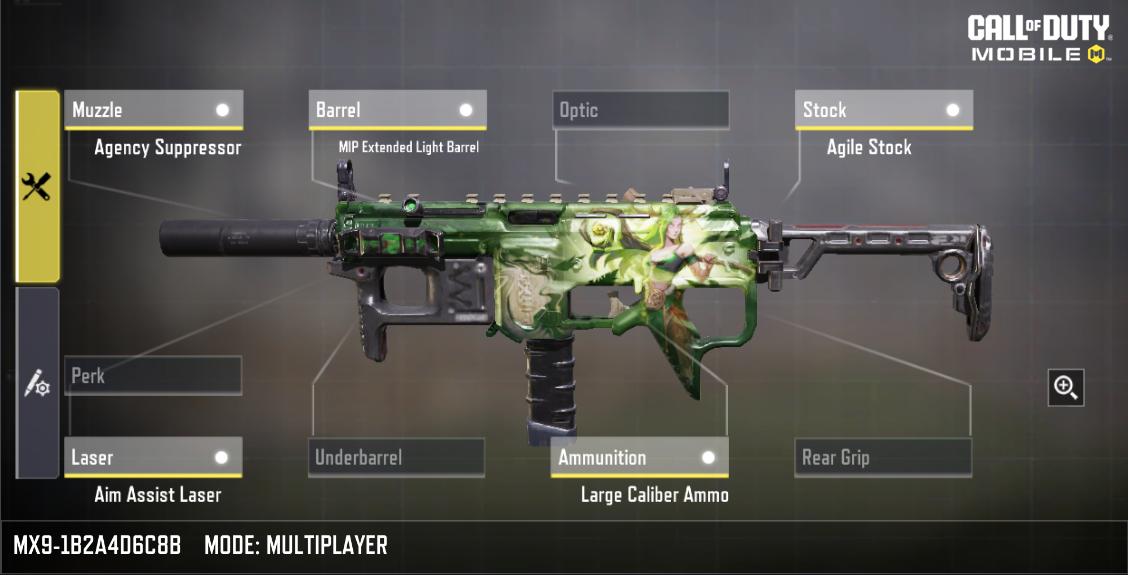 CALL OF DUTY
MOBILE
Muzzle
Agency Suppressor
Barrel
MIP Extended Light Barrel
Optic
Stock
Agile Stock
Perk
Laser
Aim Assist Laser
Underbarrel
Ammunition
Large Caliber Ammo
Rear Grip
MX9-1B2A4D6C8B MODE: MULTIPLAYER